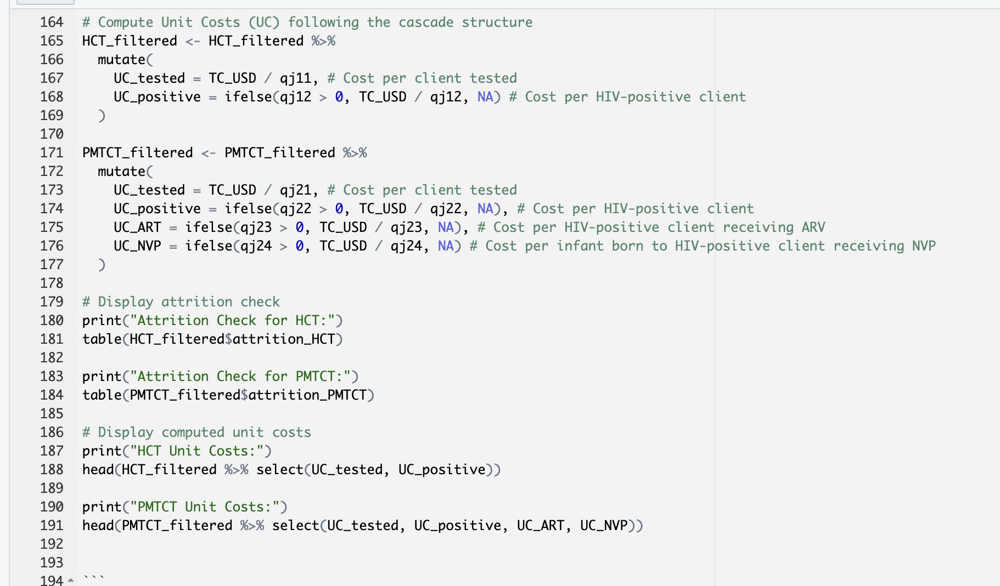 164 # Compute Unit Costs (UC) following the cascade structure
165 HCT_filtered <- HCT_filtered %>%
166   mutate(
167     UC_tested = TC_USD / qj11, # Cost per client tested
168     UC_positive = ifelse(qj12 > 0, TC_USD / qj12, NA) # Cost per HIV-positive client
169   )
170
171 PMTCT_filtered <- PMTCT_filtered %>%
172   mutate(
173     UC_tested = TC_USD / qj21, # Cost per client tested
174     UC_positive = ifelse(qj22 > 0, TC_USD / qj22, NA), # Cost per HIV-positive client
175     UC_ART = ifelse(qj23 > 0, TC_USD / qj23, NA), # Cost per HIV-positive client receiving ARV
176     UC_NVP = ifelse(qj24 > 0, TC_USD / qj24, NA) # Cost per infant born to HIV-positive client receiving NVP
177   )
178
179 # Display attrition check
180 print("Attrition Check for HCT:")
181 table(HCT_filtered$attrition_HCT)
182
183 print("Attrition Check for PMTCT:")
184 table(PMTCT_filtered$attrition_PMTCT)
185
186 # Display computed unit costs
187 print("HCT Unit Costs:")
188 head(HCT_filtered %>% select(UC_tested, UC_positive))
189
190 print("PMTCT Unit Costs:")
191 head(PMTCT_filtered %>% select(UC_tested, UC_positive, UC_ART, UC_NVP))
192
193
194 ```